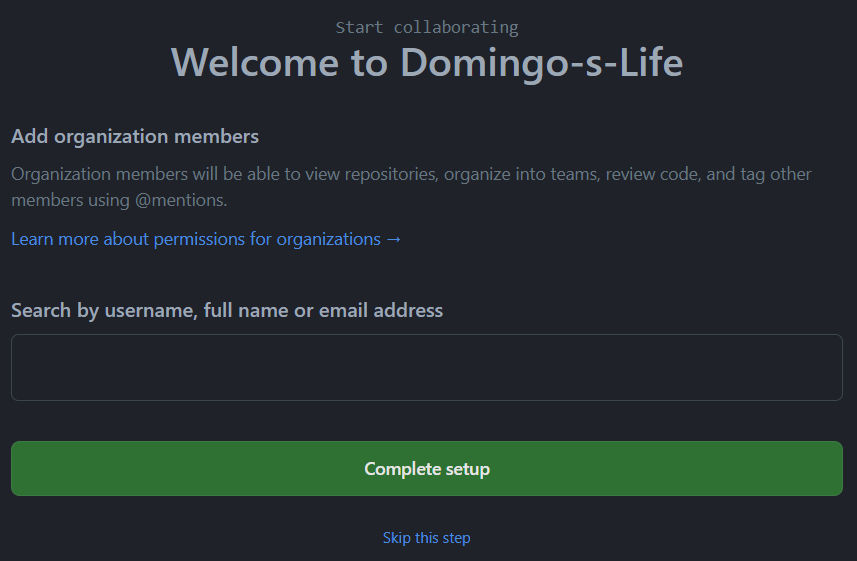 Start collaborating
Welcome to Domingo-s-Life
Add organization members
Organization members will be able to view repositories, organize into teams, review code, and tag other
members using @mentions.
Learn more about permissions for organizations →
Search by username, full name or email address
Complete setup
Skip this step